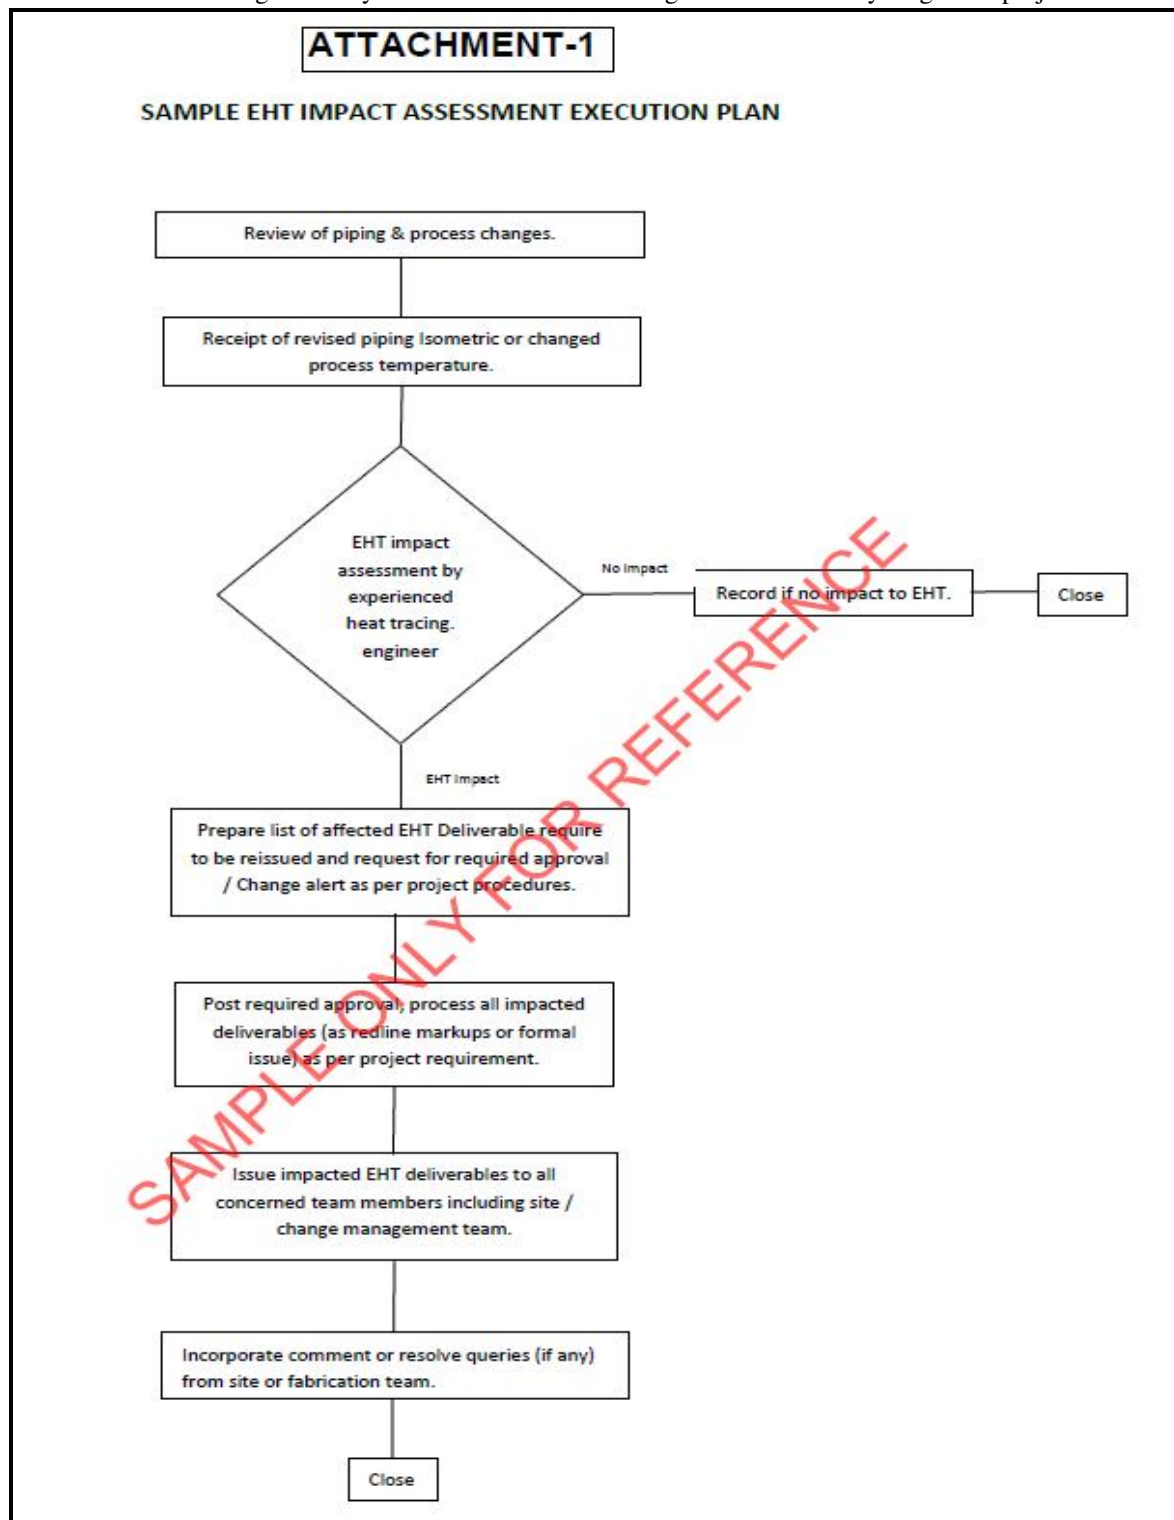 ATTACHMENT-1
SAMPLE EHT IMPACT ASSESSMENT EXECUTION PLAN
Review of piping & process changes.
Receipt of revised piping Isometric or changed
process temperature.
EHT impact
assessment by
experienced
heat tracing.
engineer
No Impact
Record if no impact to EHT.
Close
EHT Impact
Prepare list of affected EHT Deliverable require
to be reissued and request for required approval
/ Change alert as per project procedures.
Post required approval, process all impacted
deliverables (as redline markups or formal
issue) as per project requirement.
Issue impacted EHT deliverables to all
concerned team members including site /
change management team.
Incorporate comment or resolve queries (if any)
from site or fabrication team.
Close
SAMPLE ONLY FOR REFERENCE